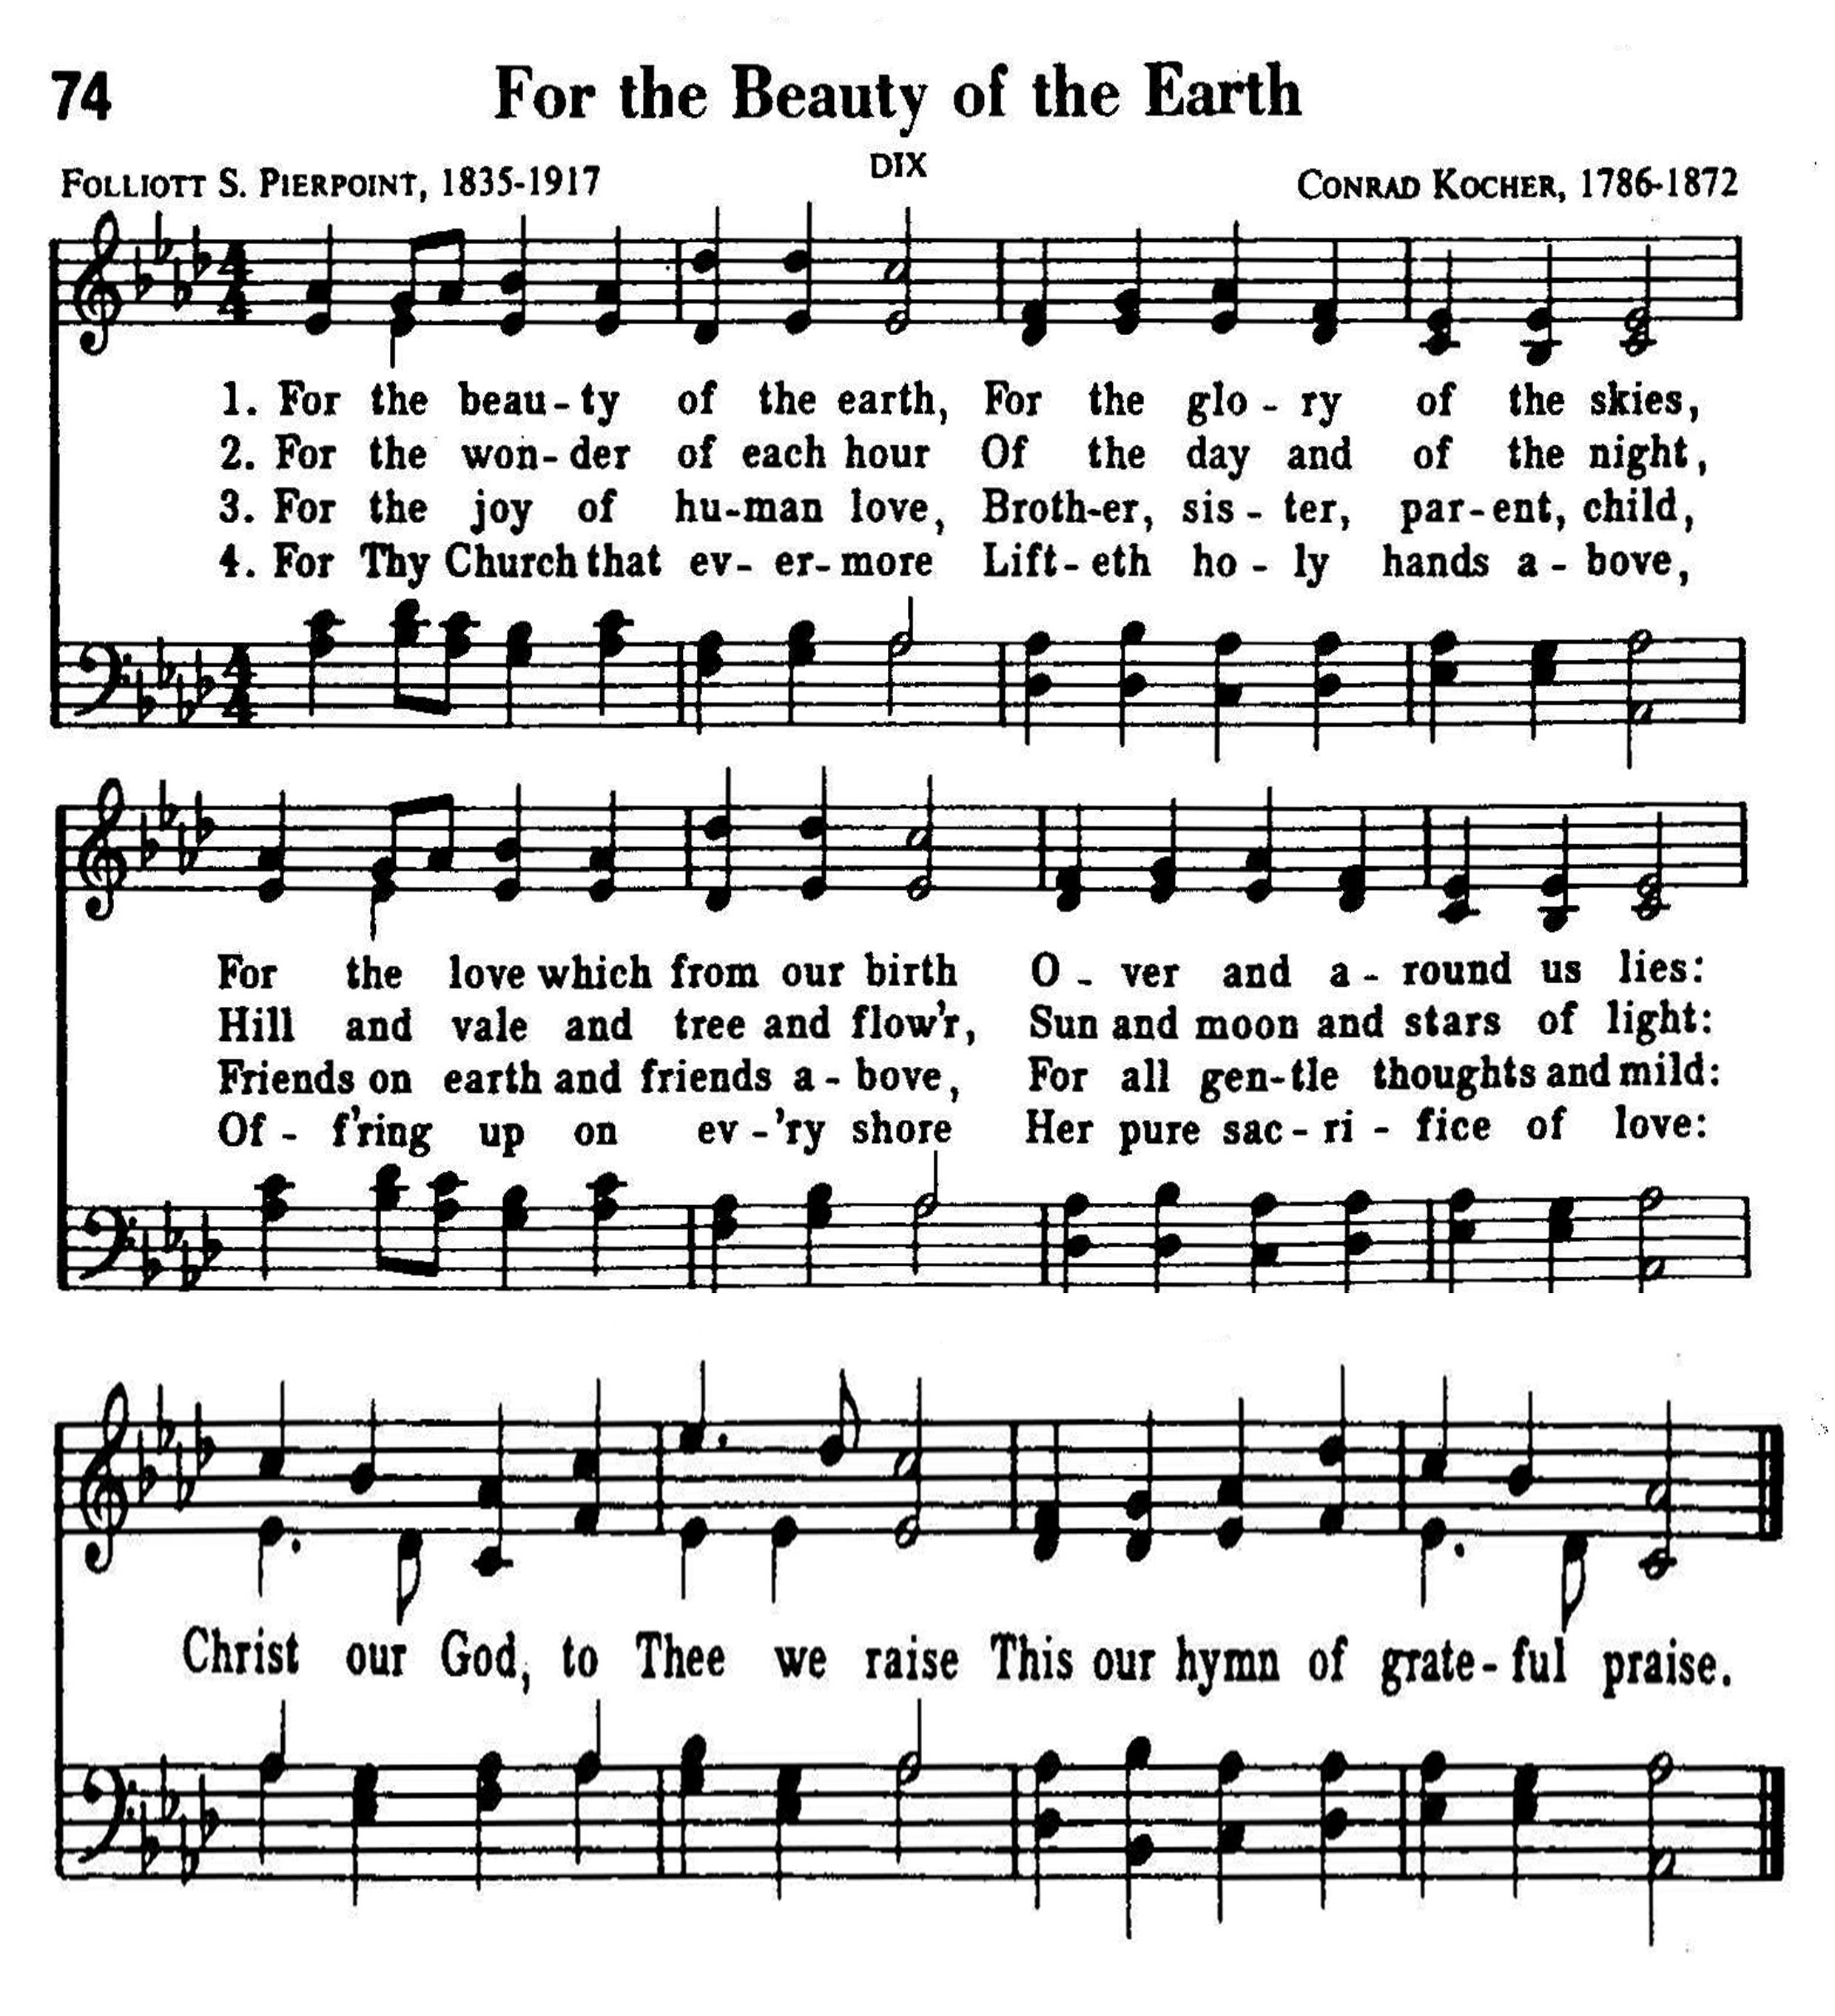 74
For the Beauty of the Earth
DIX
FOLLIOTT S. PIERPOINT, 1835-1917
CONRAD KOCHER, 1786-1872
4 4
1. For the beau-ty of the earth, For the glo - ry of the skies,
2. For the won-der of each hour Of the day and of the night,
3. For the joy of hu-man love, Broth-er, sis - ter, par-ent, child,
4. For Thy Church that ev- er-more Lift-eth ho - ly hands a - bove,
4 4
For the love which from our birth O - ver and a - round us lies:
Hill and vale and tree and flow'r, Sun and moon and stars of light:
Friends on earth and friends a - bove, For all gen-tle thoughts and mild:
Of - f'ring up on ev -'ry shore Her pure sac - ri - fice of love:
Christ our God, to Thee we raise This our hymn of grate-ful praise.